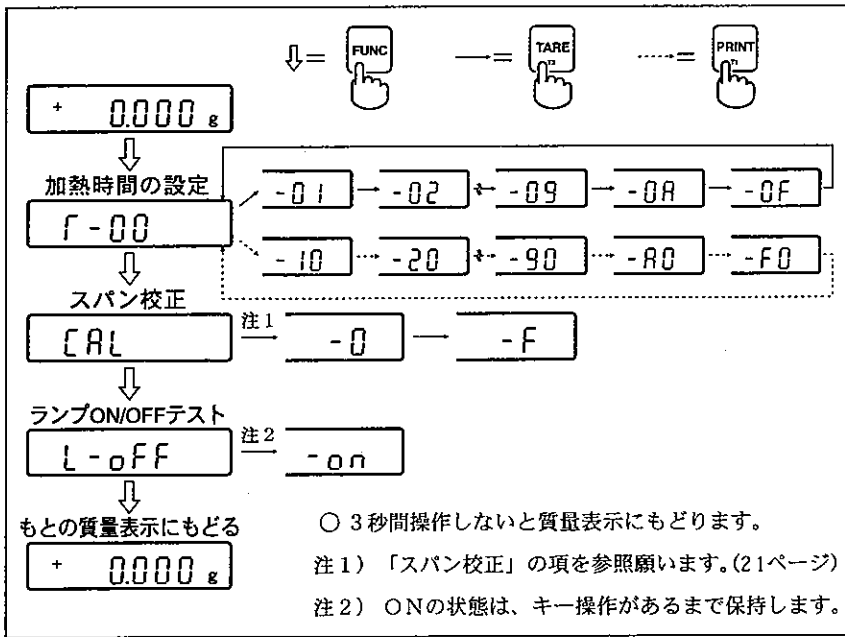 ⇩= FUNC →= TARE ┈→= PRINT
+ 0.000 g
加熱時間の設定
-01 → -02 -09 → -0A → -0F
Γ-00
-10 ┈→ -20 -90 ┈→ -A0 ┈→ -F0
スパン校正
CAL 注1 → -0 → -F
ランプON/OFFテスト
L-oFF 注2 → -on
もとの質量表示にもどる
+ 0.000 g
○ 3秒間操作しないと質量表示にもどります。
注1) 「スパン校正」の項を参照願います。(21ページ)
注2) ONの状態は、キー操作があるまで保持します。